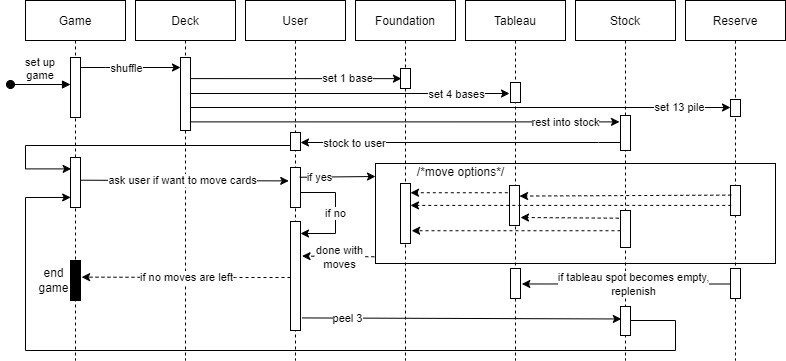 Game
Deck
User
Foundation
Tableau
Stock
Reserve
set up
game
shuffle
set 1 base
set 4 bases
set 13 pile
rest into stock
stock to user
ask user if want to move cards
if yes
/*move options*/
if no
done with
moves
end
game
if no moves are left
if tableau spot becomes empty,
replenish
peel 3